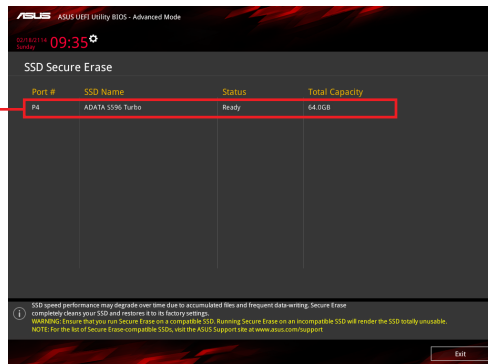 ASUS ASUS UEFI Utility BIOS - Advanced Mode
Sunday 09:35
SSD Secure Erase
Port # SSD Name Status Total Capacity
P4 ADATA S596 Turbo Ready 64.0GB
SSD speed performance may degrade over time due to accumulated files and frequent data-writing. Secure Erase
completely cleans your SSD and restores it to its factory settings.
WARNING: Ensure that you run Secure Erase on a compatible SSD. Running Secure Erase on an incompatible SSD will render the SSD totally unusable.
NOTE: For the list of Secure Erase-compatible SSDs, visit the ASUS Support site at www.asus.com/support
Exit